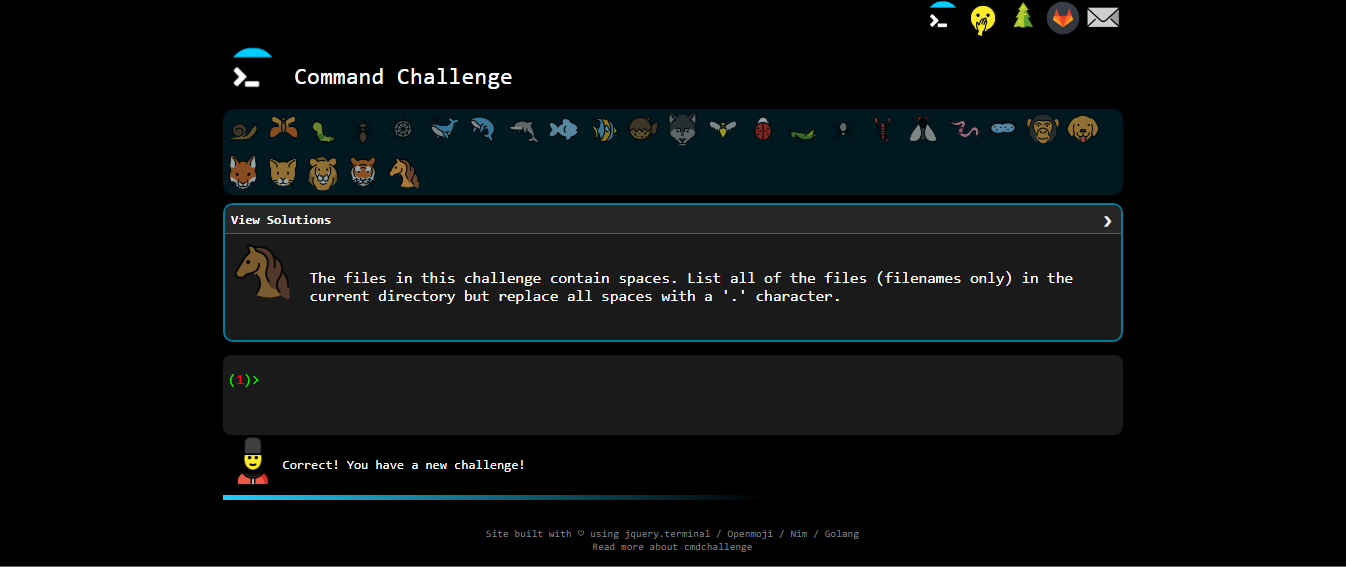 Command Challenge
View Solutions
The files in this challenge contain spaces. List all of the files (filenames only) in the
current directory but replace all spaces with a '.' character.
(1)>
Correct! You have a new challenge!
Site built with ♡ using jquery.terminal / Openmoji / Nim / Golang
Read more about cmdchallenge